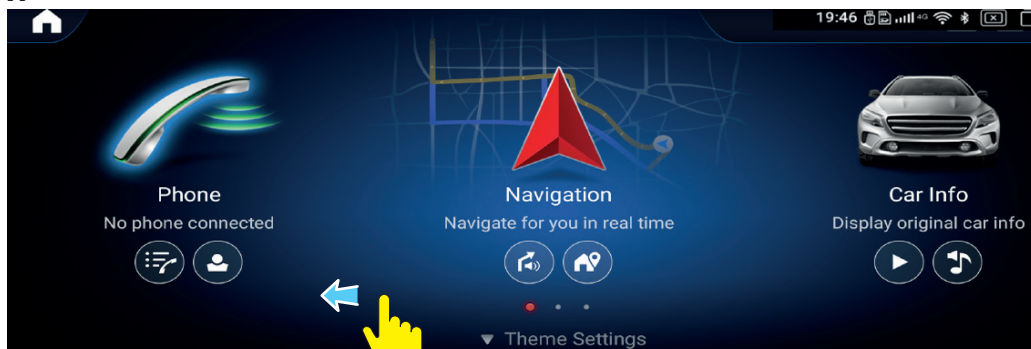 19:46 4G
Phone
No phone connected
Navigation
Navigate for you in real time
Car Info
Display original car info
Theme Settings